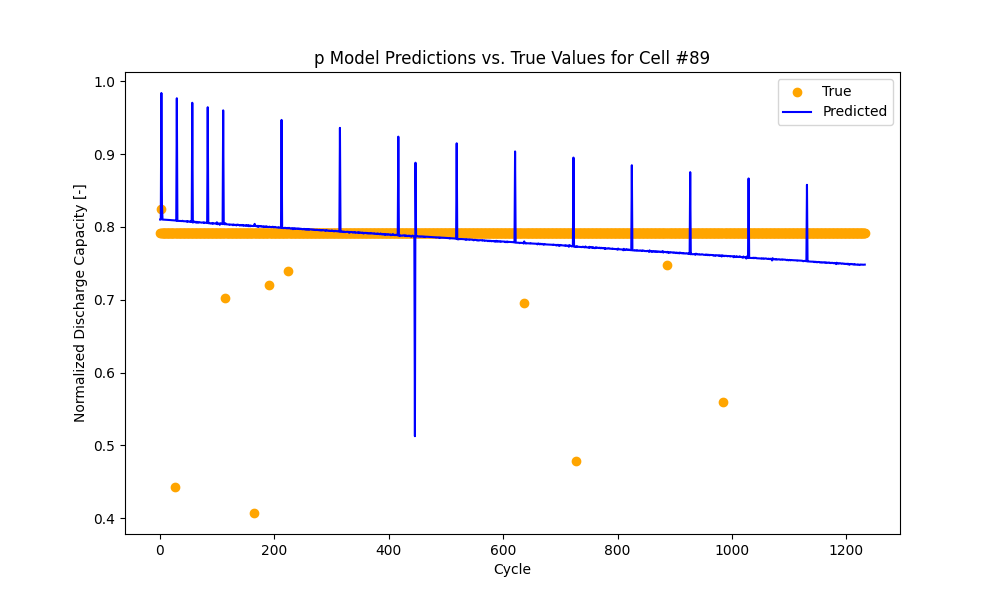 p Model Predictions vs. True Values for Cell #89
True
Predicted
Normalized Discharge Capacity [-]
1.0
0.9
0.8
0.7
0.6
0.5
0.4
0
200
400
600
800
1000
1200
Cycle